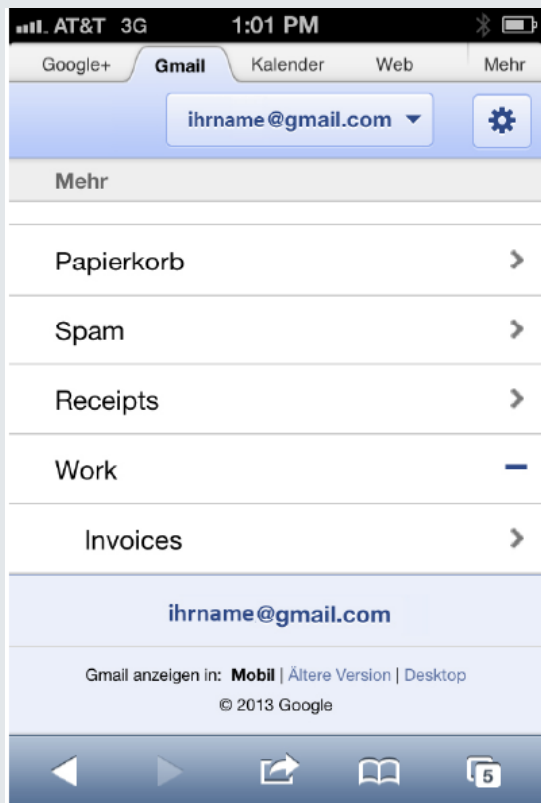 AT&T 3G 1:01 PM
Google+ Gmail Kalender Web Mehr
ihrname@gmail.com
Mehr
Papierkorb
Spam
Receipts
Work
Invoices
ihrname@gmail.com
Gmail anzeigen in: Mobil | Ältere Version | Desktop
© 2013 Google
5